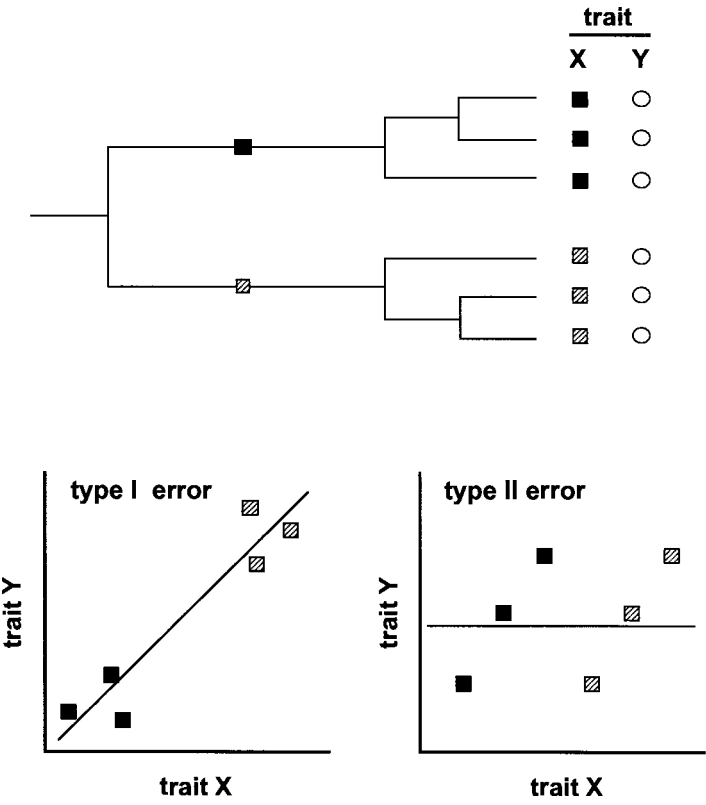 trait
X Y
type I error
trait Y
trait X
type II error
trait Y
trait X